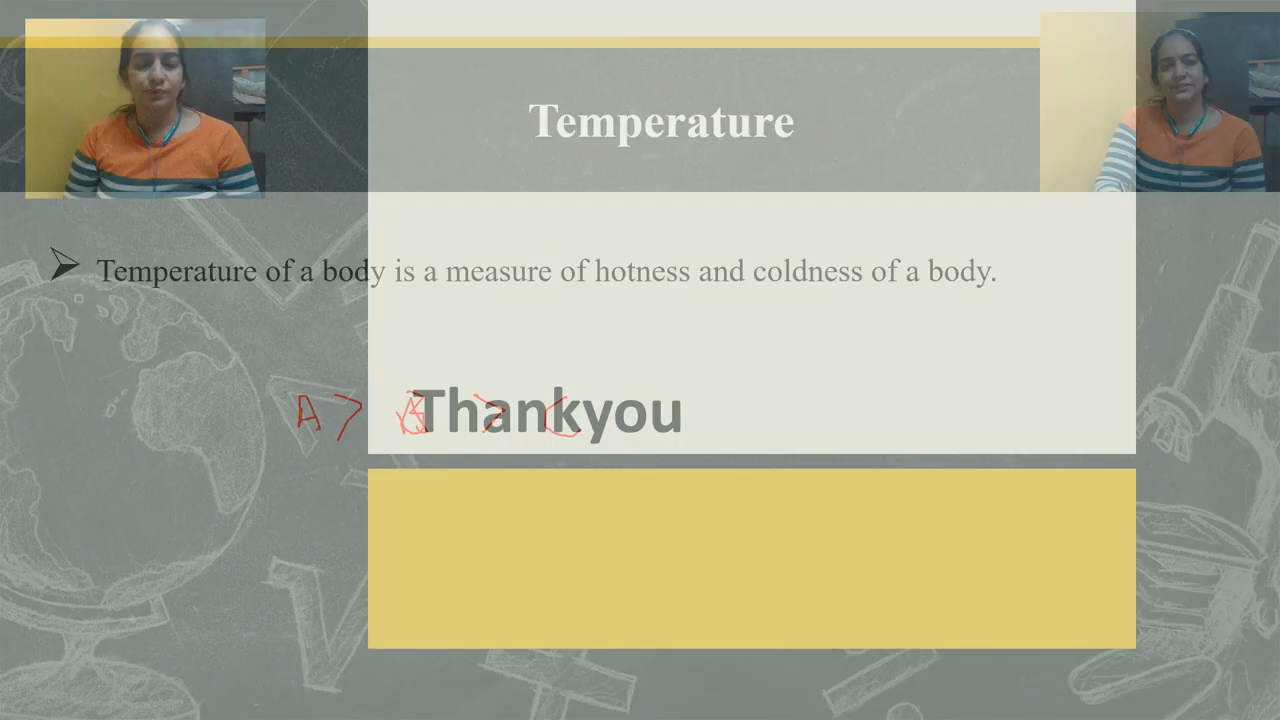 Temperature
➢ Temperature of a body is a measure of hotness and coldness of a body.
A > B > C
Thankyou